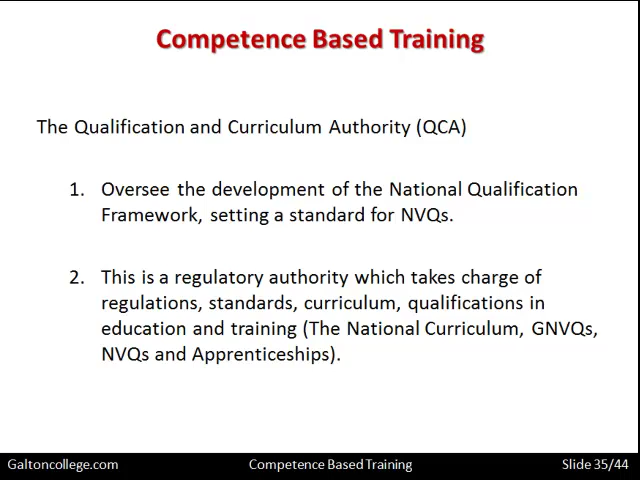 Competence Based Training
The Qualification and Curriculum Authority (QCA)
1. Oversee the development of the National Qualification
Framework, setting a standard for NVQs.
2. This is a regulatory authority which takes charge of
regulations, standards, curriculum, qualifications in
education and training (The National Curriculum, GNVQs,
NVQs and Apprenticeships).
Galtoncollege.com Competence Based Training Slide 35/44